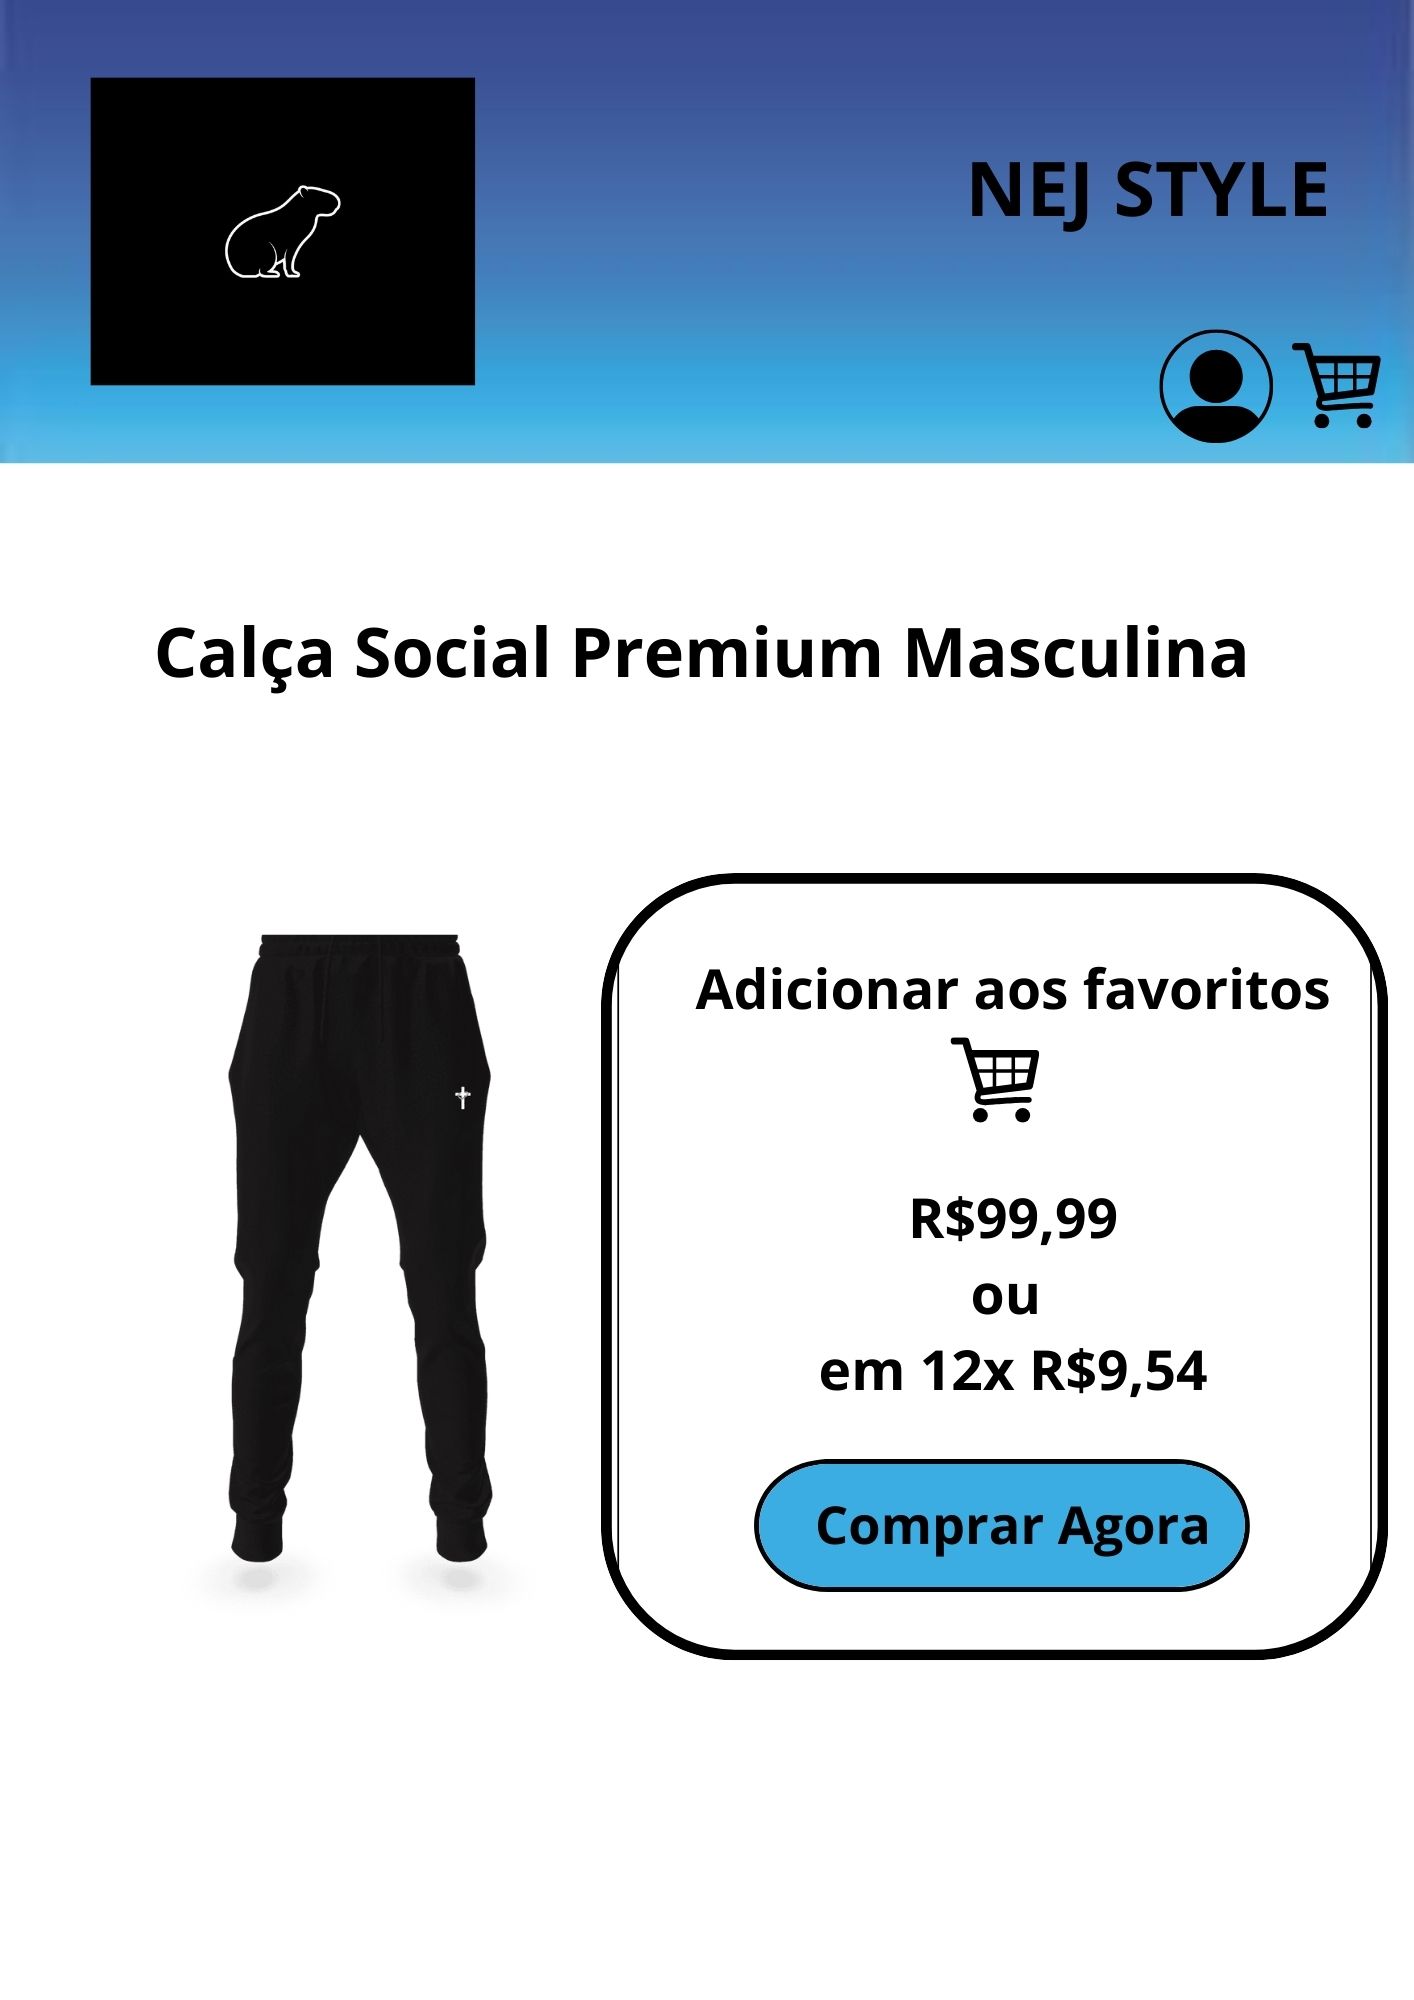 NEJ STYLE
Calça Social Premium Masculina
Adicionar aos favoritos
R$99,99
ou
em 12x R$9,54
Comprar Agora